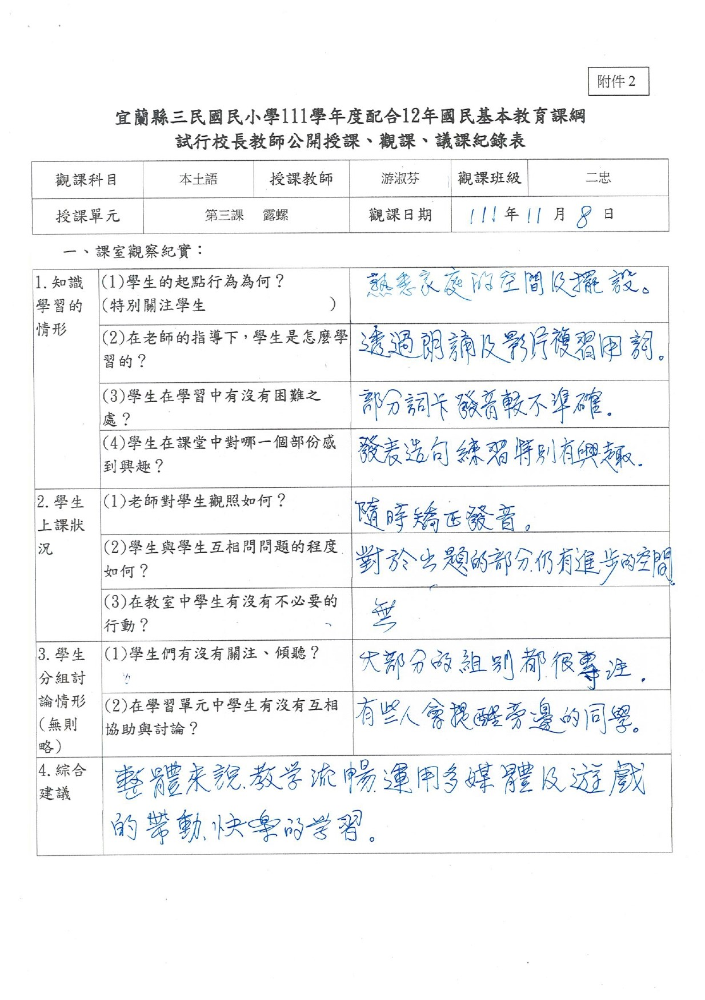 附件2
宜蘭縣三民國民小學111學年度配合12年國民基本教育課綱
試行校長教師公開授課、觀課、議課紀錄表
觀課科目 本土語 授課教師 游淑芬 觀課班級 二忠
授課單元 第三課 露螺 觀課日期 111年11月8日
一、課室觀察紀實：
1.知識學習的情形
(1)學生的起點行為為何？
(特別關注學生 )
熟悉家庭的空間及擺設。
(2)在老師的指導下，學生是怎麼學
習的？
透過朗誦及影片複習用詞。
(3)學生在學習中有沒有困難之
處？
部分詞卡發音較不準確.
(4)學生在課堂中對哪一個部份感
到興趣？
發表造句練習特別有興趣.
2.學生上課狀況
(1)老師對學生觀照如何？
隨時矯正發音。
(2)學生與學生互相問問題的程度
如何？
對於出題的部分,仍有進步的空間。
(3)在教室中學生有沒有不必要的
行動？
無
3.學生分組討論情形(無則略)
(1)學生們有沒有關注、傾聽？
大部分的組別都很專注.
(2)在學習單元中學生有沒有互相
協助與討論？
有些人會提醒旁邊的同學。
4.綜合建議
整體來說,教学流暢,運用多媒體及遊戲
的帶動,快樂的学習。